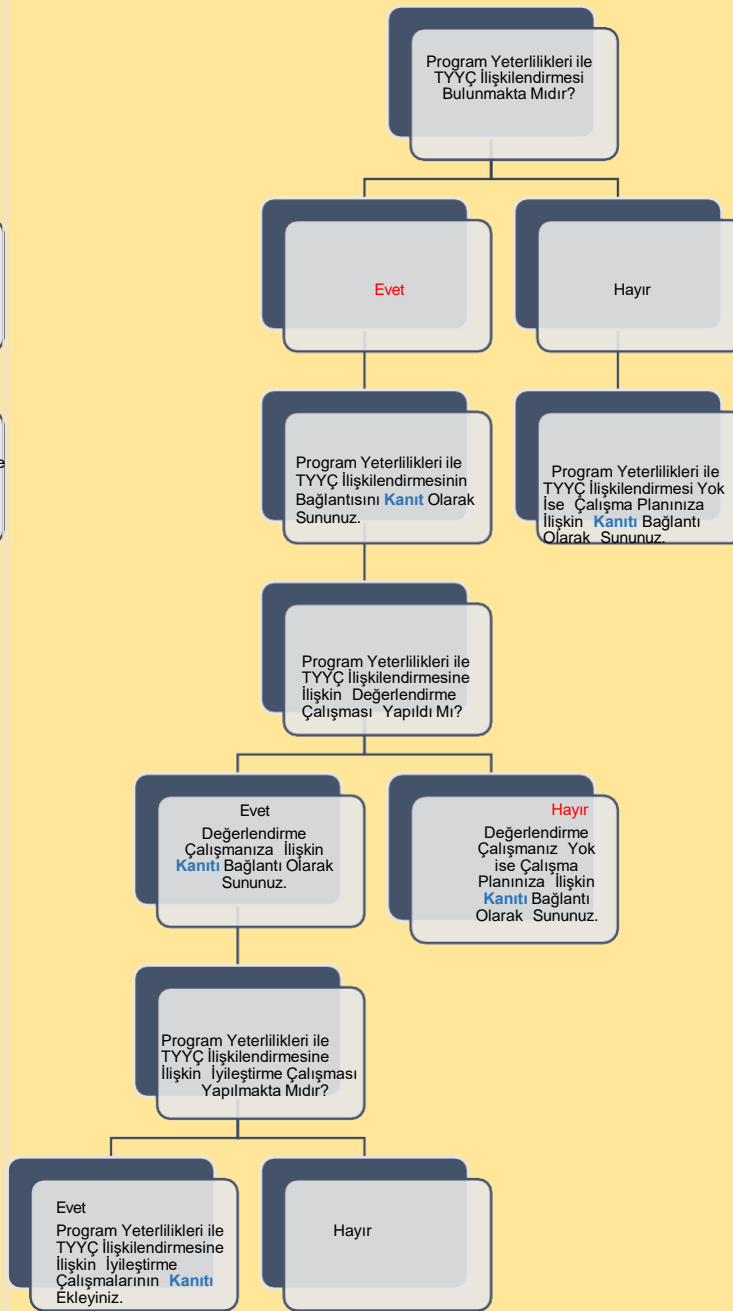 Program Yeterlilikleri ile
TYYÇ İlişkilendirmesi
Bulunmakta Mıdır?
Evet
Hayır
Program Yeterlilikleri ile
TYYÇ İlişkilendirmesinin
Bağlantısını Kanıt Olarak
Sununuz.
Program Yeterlilikleri ile
TYYÇ İlişkilendirmesi Yok
İse Çalışma Planınıza
İlişkin Kanıtı Bağlantı
Olarak Sununuz.
Program Yeterlilikleri ile
TYYÇ İlişkilendirmesine
İlişkin Değerlendirme
Çalışması Yapıldı Mı?
Evet
Değerlendirme
Çalışmanıza İlişkin
Kanıtı Bağlantı Olarak
Sununuz.
Hayır
Değerlendirme
Çalışmanız Yok
ise Çalışma
Planınıza İlişkin
Kanıtı Bağlantı
Olarak Sununuz.
Program Yeterlilikleri ile
TYYÇ İlişkilendirmesine
İlişkin İyileştirme Çalışması
Yapılmakta Mıdır?
Evet
Program Yeterlilikleri ile
TYYÇ İlişkilendirmesine
İlişkin İyileştirme
Çalışmalarının Kanıtı
Ekleyiniz.
Hayır